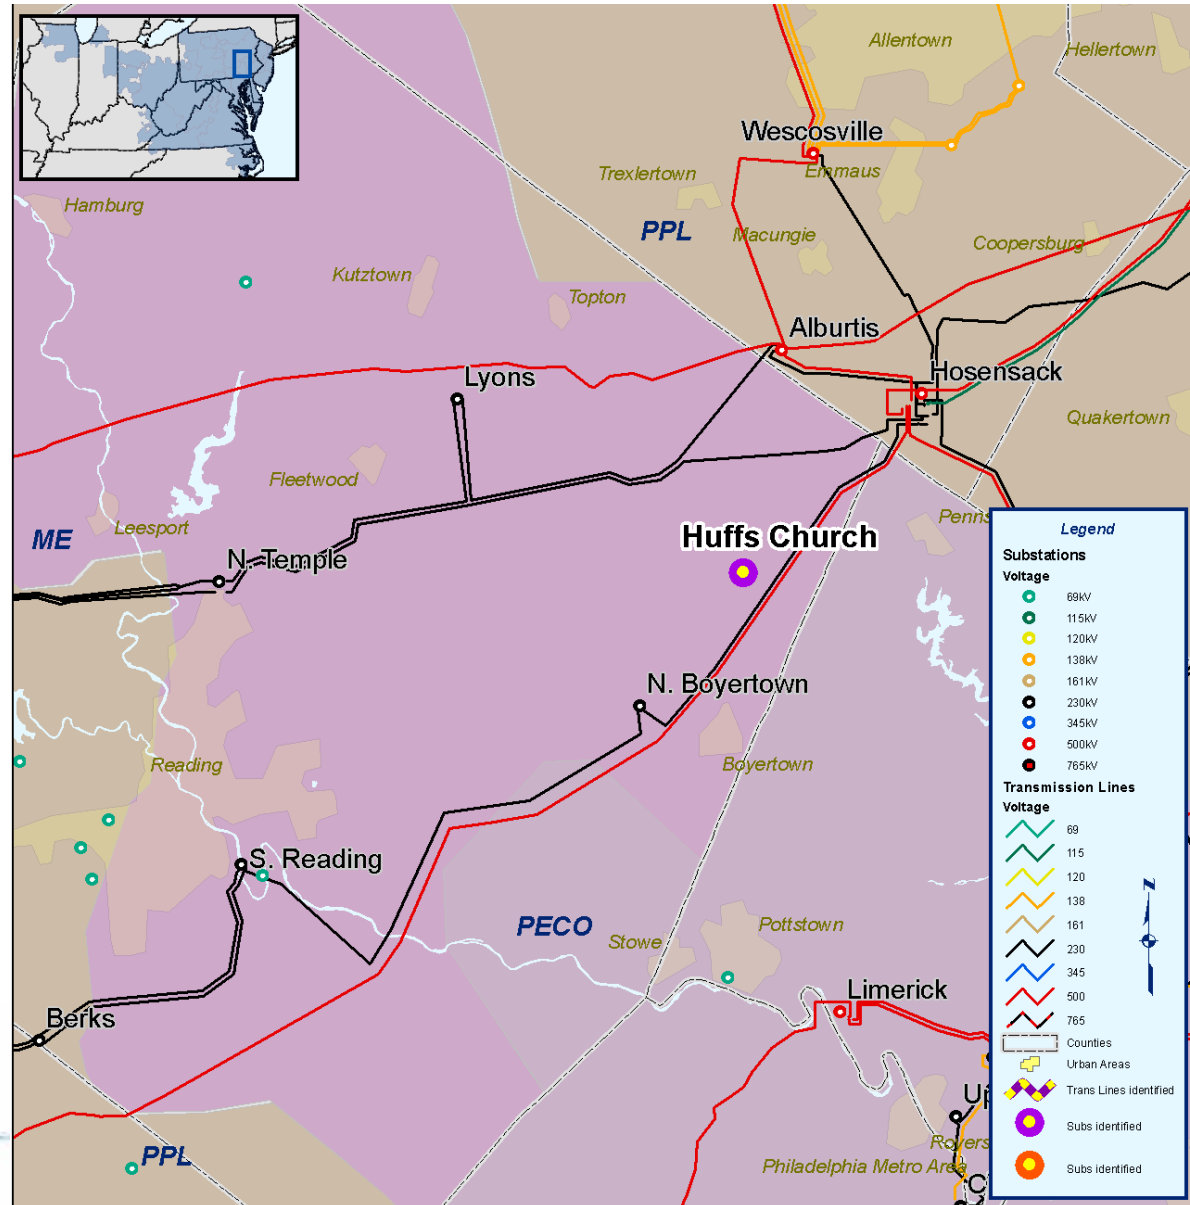 Allentown
Hellertown
Wescosville
Emmaus
Trexlertown
Hamburg
PPL
Macungie
Coopersburg
Kutztown
Topton
Alburtis
Lyons
Hosensack
Quakertown
Fleetwood
Leesport
ME
Penns
Huffs Church
N. Temple
N. Boyertown
Reading
Boyertown
S. Reading
PECO
Pottstown
Stowe
Limerick
Berks
Up
Royers
PPL
Philadelphia Metro Area
C
Legend
Substations
Voltage
69kV
115kV
120kV
138kV
161kV
230kV
345kV
500kV
765kV
Transmission Lines
Voltage
69
115
120
138
161
230
345
500
765
N
Counties
Urban Areas
Trans Lines identified
Subs identified
Subs identified